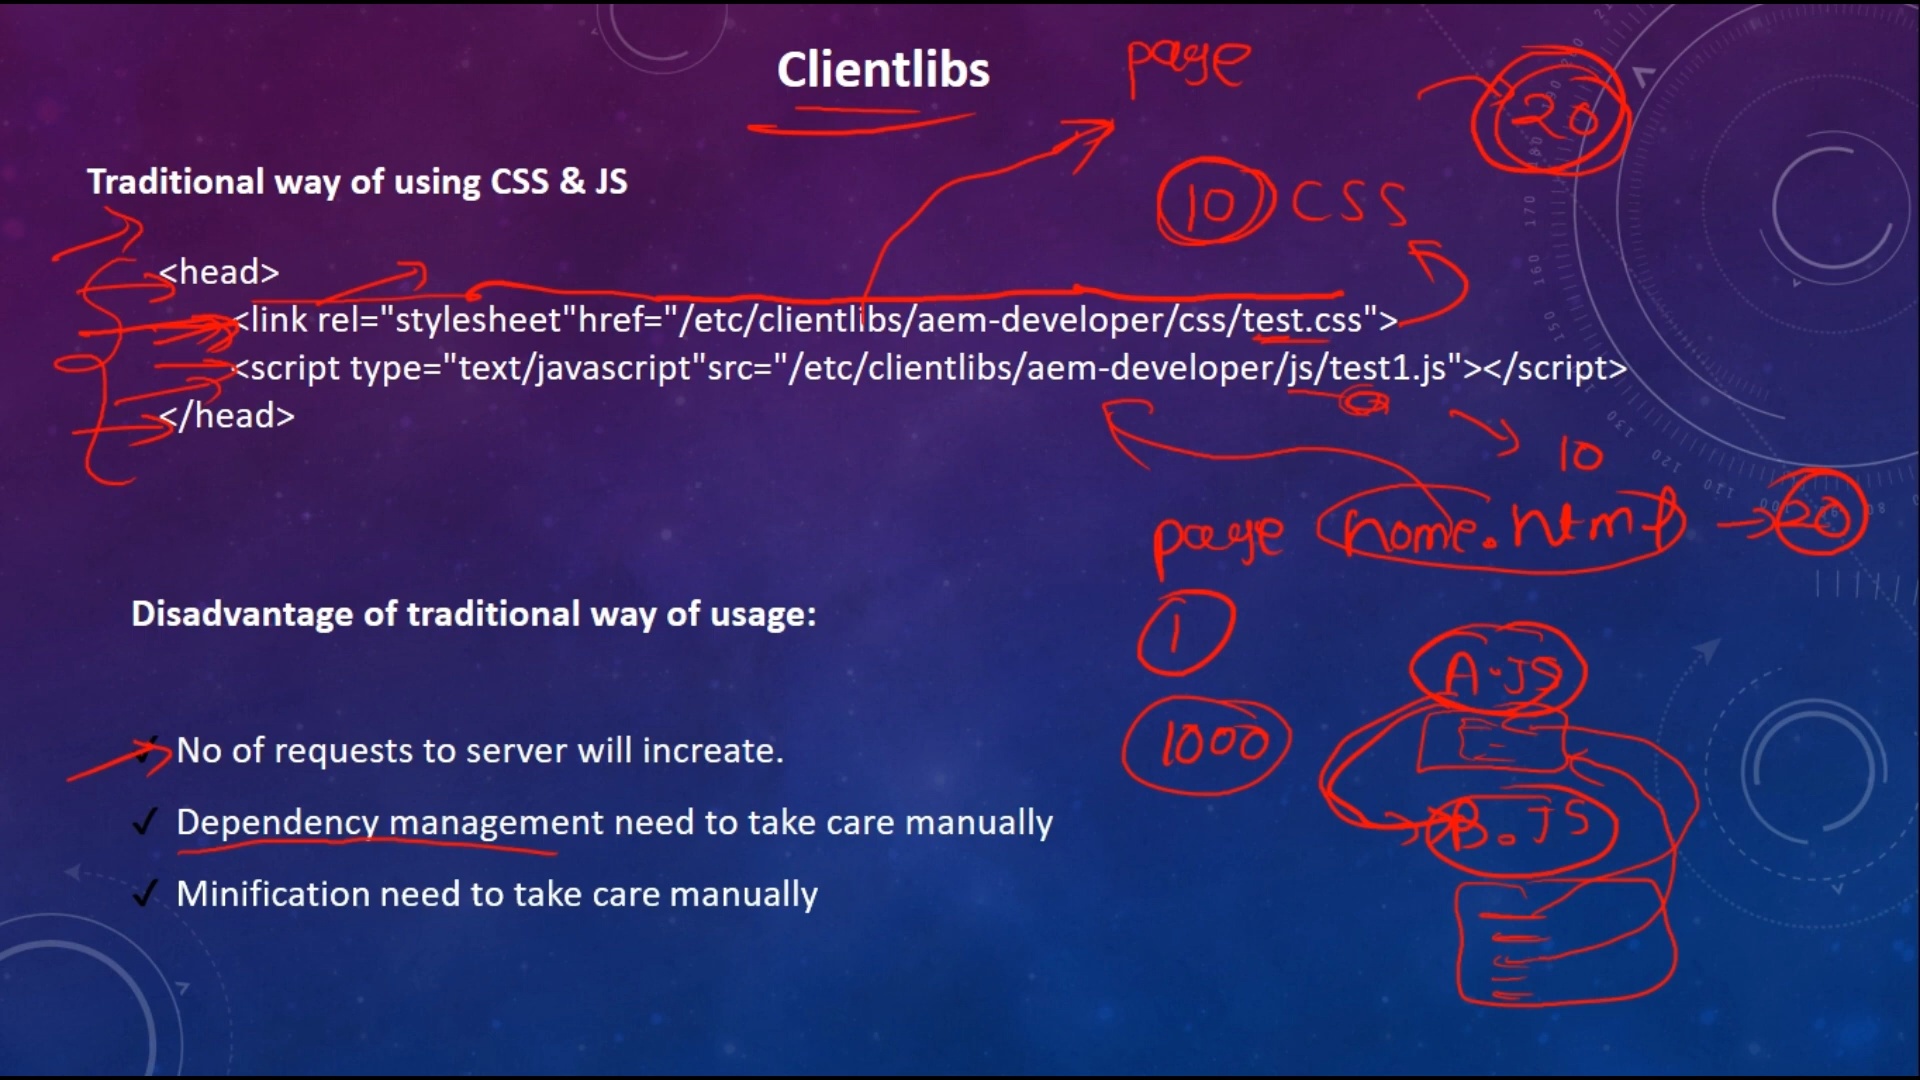 Clientlibs
page
20
Traditional way of using CSS & JS
10 CSS
<head>
<link rel="stylesheet"href="/etc/clientlibs/aem-developer/css/test.css">
<script type="text/javascript"src="/etc/clientlibs/aem-developer/js/test1.js"></script>
</head>
10
page home.html 20
Disadvantage of traditional way of usage:
1
A.JS
✓ No of requests to server will increate.
1000
✓ Dependency management need to take care manually
B.JS
✓ Minification need to take care manually